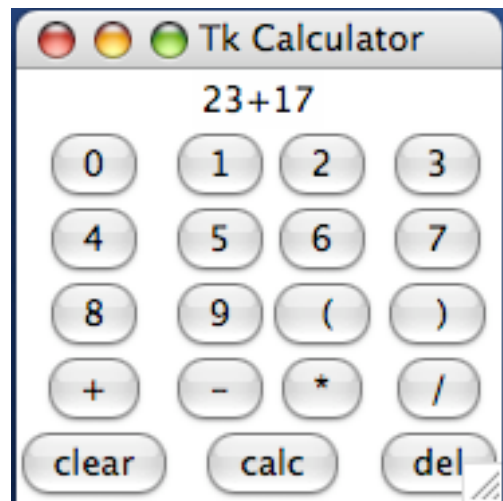 Tk Calculator
23+17
0 1 2 3
4 5 6 7
8 9 ( )
+ - * /
clear calc del